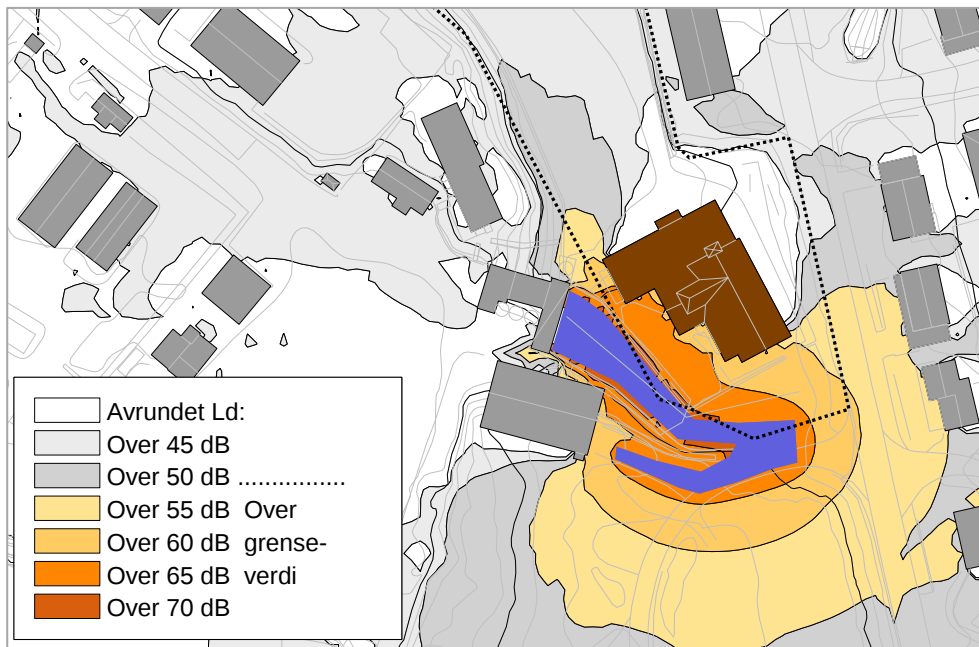 Avrundet Ld:
Over 45 dB
Over 50 dB ................
Over 55 dB Over
Over 60 dB grense-
Over 65 dB verdi
Over 70 dB